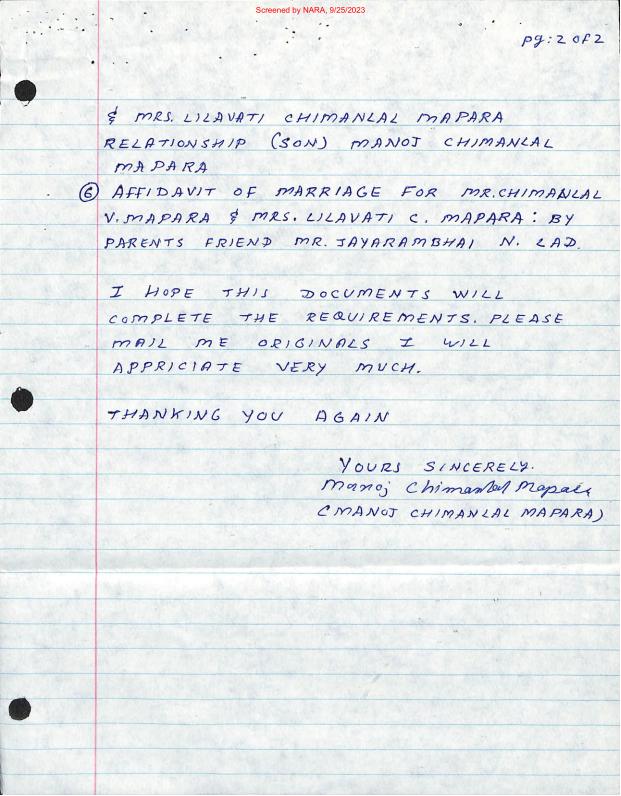 Screened by NARA, 9/25/2023
pg: 2 of 2
& MRS. LILAVATI CHIMANLAL MAPARA
RELATIONSHIP (SON) MANOJ CHIMANLAL
MAPARA
⑥ AFFIDAVIT OF MARRIAGE FOR MR. CHIMANLAL
V. MAPARA & MRS. LILAVATI C. MAPARA: BY
PARENTS FRIEND MR. JAYARAMBHAI N. LAD.
I HOPE THIS DOCUMENTS WILL
COMPLETE THE REQUIREMENTS. PLEASE
MAIL ME ORIGINALS I WILL
APPRICIATE VERY MUCH.
THANKING YOU AGAIN
YOURS SINCERELY.
Manoj Chimanlal Mapara
(MANOJ CHIMANLAL MAPARA)